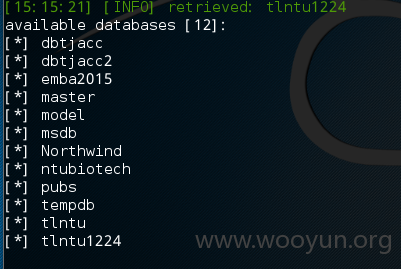 [15:15:21] [INFO] retrieved: tlntu1224
available databases [12]:
[*] dbtjacc
[*] dbtjacc2
[*] emba2015
[*] master
[*] model
[*] msdb
[*] Northwind
[*] ntubiotech
[*] pubs
[*] tempdb
[*] tlntu
[*] tlntu1224
www.wooyun.org